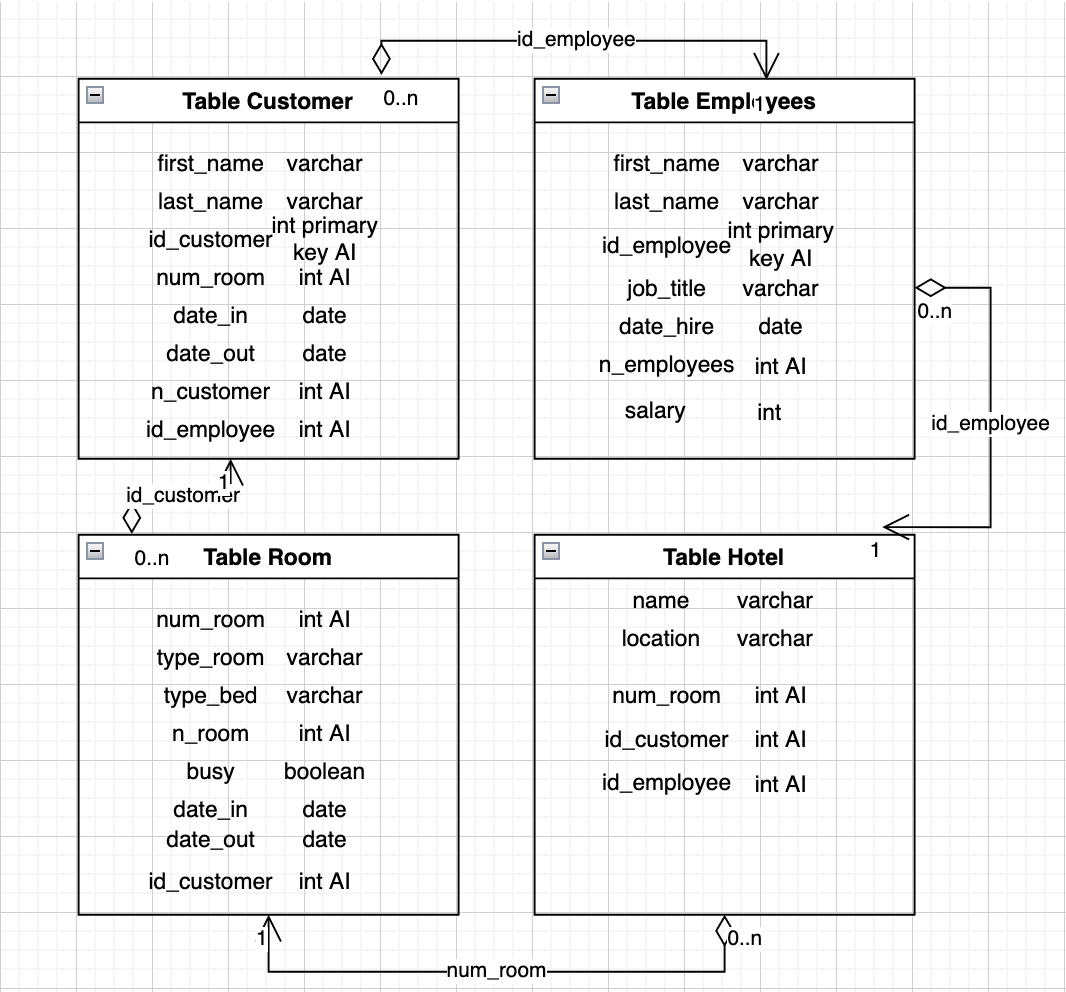 id_employee
Table Customer 0..n
first_name varchar
last_name varchar
id_customer int primary
key AI
num_room int AI
date_in date
date_out date
n_customer int AI
id_employee int AI
Table Employees
1
first_name varchar
last_name varchar
id_employee int primary
key AI
job_title varchar
date_hire date
n_employees int AI
salary int
0..n
id_employee
1
1
id_customer
0..n Table Room
num_room int AI
type_room varchar
type_bed varchar
n_room int AI
busy boolean
date_in date
date_out date
id_customer int AI
Table Hotel
name varchar
location varchar
num_room int AI
id_customer int AI
id_employee int AI
1
0..n
num_room